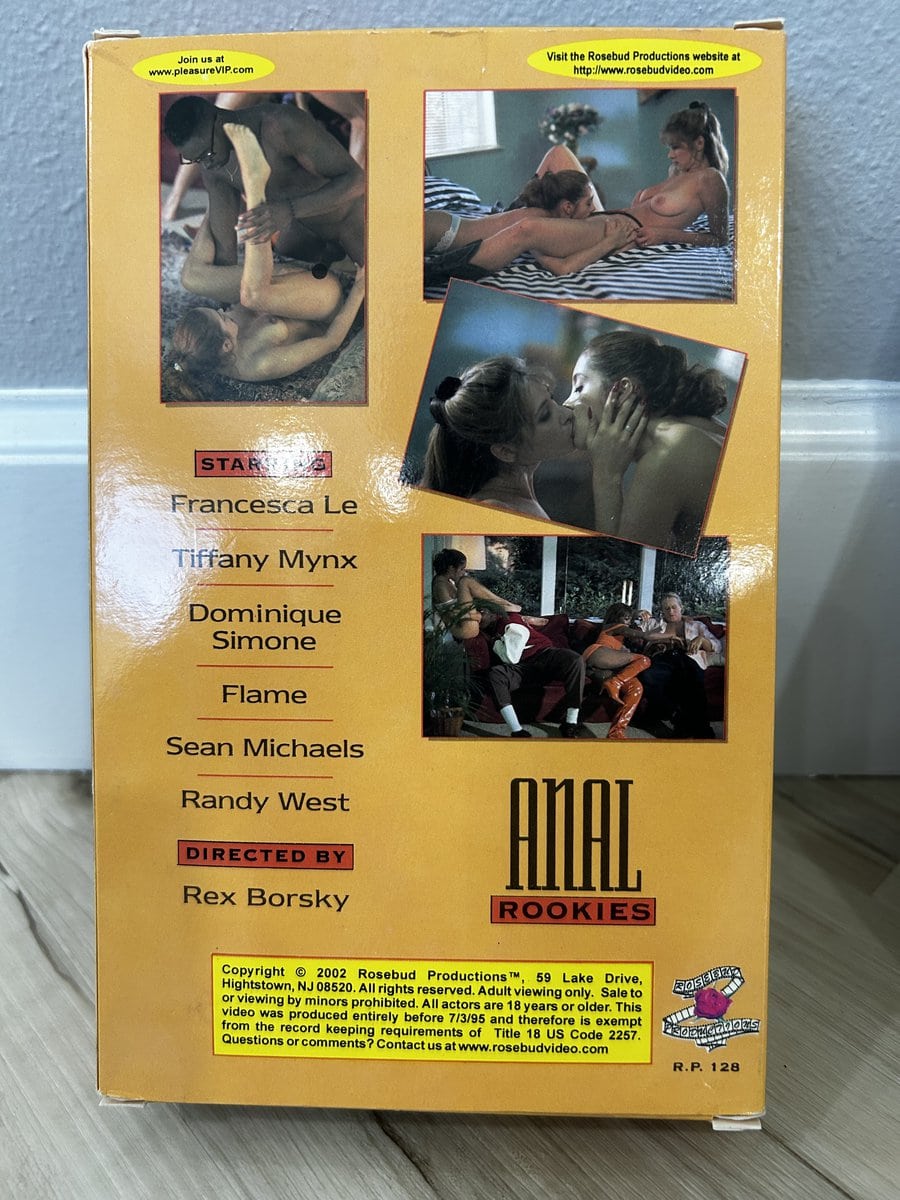 Join us at
www.pleasureVIP.com
Visit the Rosebud Productions website at
http://www.rosebudvideo.com
STARRING
Francesca Le
Tiffany Mynx
Dominique
Simone
Flame
Sean Michaels
Randy West
DIRECTED BY
Rex Borsky
ANAL
ROOKIES
Copyright © 2002 Rosebud Productions™, 59 Lake Drive,
Hightstown, NJ 08520. All rights reserved. Adult viewing only. Sale to
or viewing by minors prohibited. All actors are 18 years or older. This
video was produced entirely before 7/3/95 and therefore is exempt
from the record keeping requirements of Title 18 US Code 2257.
Questions or comments? Contact us at www.rosebudvideo.com
ROSEBUD
PRODUCTIONS
R.P. 128